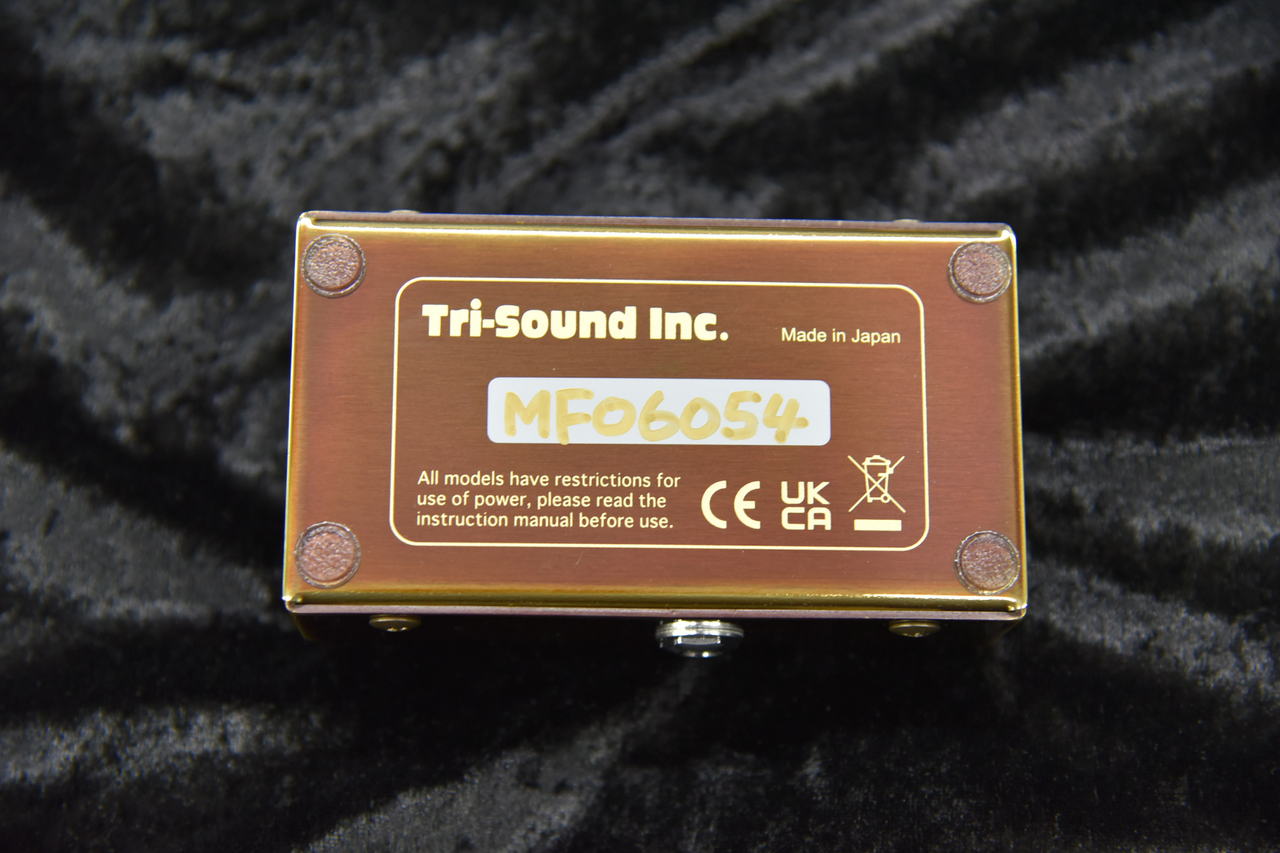 Tri-Sound Inc.
Made in Japan
MF06054
All models have restrictions for
use of power, please read the
instruction manual before use.
CE
UK
CA